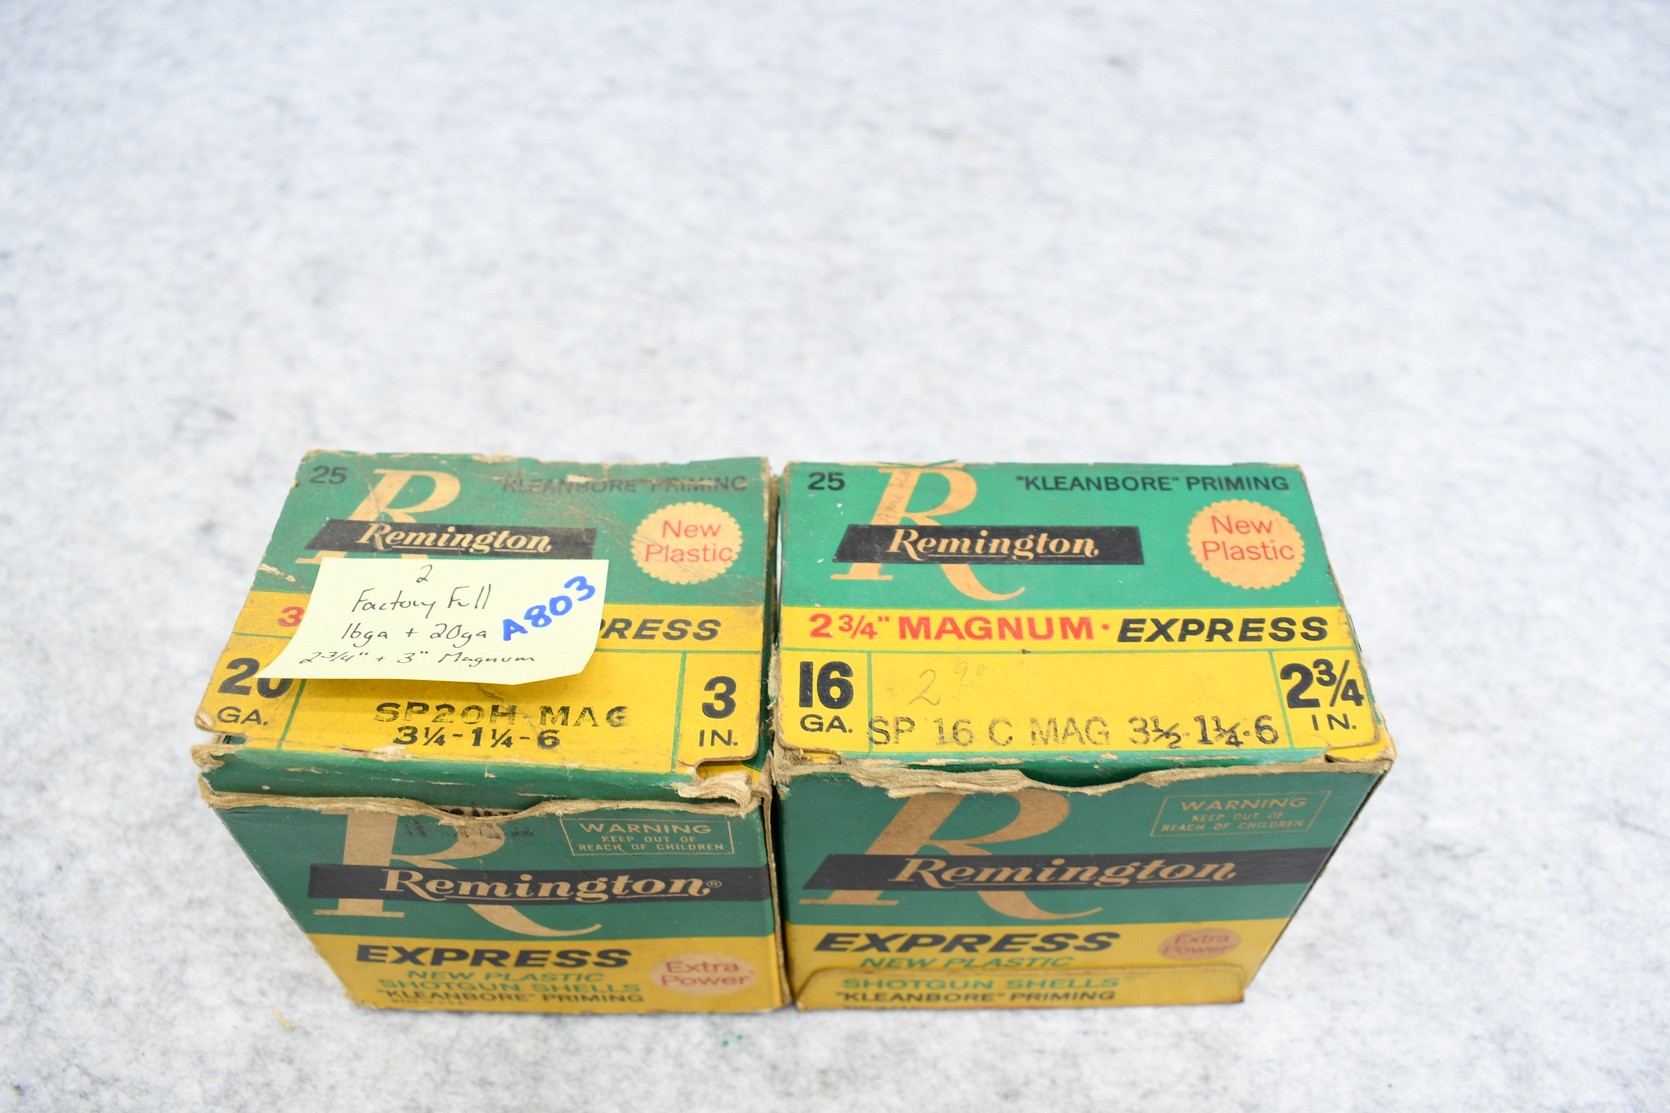 25
"KLEANBORE" PRIMING
Remington
New
Plastic
2
Factory Full
16ga + 20ga
2 3/4" + 3" Magnum
A803
3
PRESS
20
GA.
SP20H MAG
3¼-1¼-6
3
IN.
WARNING
KEEP OUT OF
REACH OF CHILDREN
Remington®
EXPRESS
NEW PLASTIC
SHOTGUN SHELLS
"KLEANBORE" PRIMING
Extra
Power
25
"KLEANBORE" PRIMING
Remington
New
Plastic
2¾" MAGNUM · EXPRESS
16
GA.
SP 16 C MAG 3½-1¼-6
2¾
IN.
WARNING
KEEP OUT OF
REACH OF CHILDREN
Remington
EXPRESS
NEW PLASTIC
SHOTGUN SHELLS
"KLEANBORE" PRIMING
Extra
Power